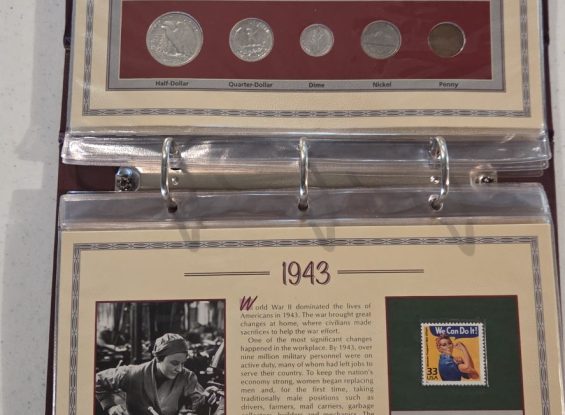 Half-Dollar Quarter-Dollar Dime Nickel Penny
1943
World War II dominated the lives of
Americans in 1943. The war brought great
changes at home, where civilians made
sacrifices to help the war effort.
One of the most significant changes
happened in the workplace. By 1943, over
nine million military personnel were on
active duty, many of whom had left jobs to
serve their country. To keep the nation's
economy strong, women began replacing
men and, for the first time, taking
traditionally male positions such as
drivers, farmers, mail carriers, garbage
We Can Do It!
33
USA